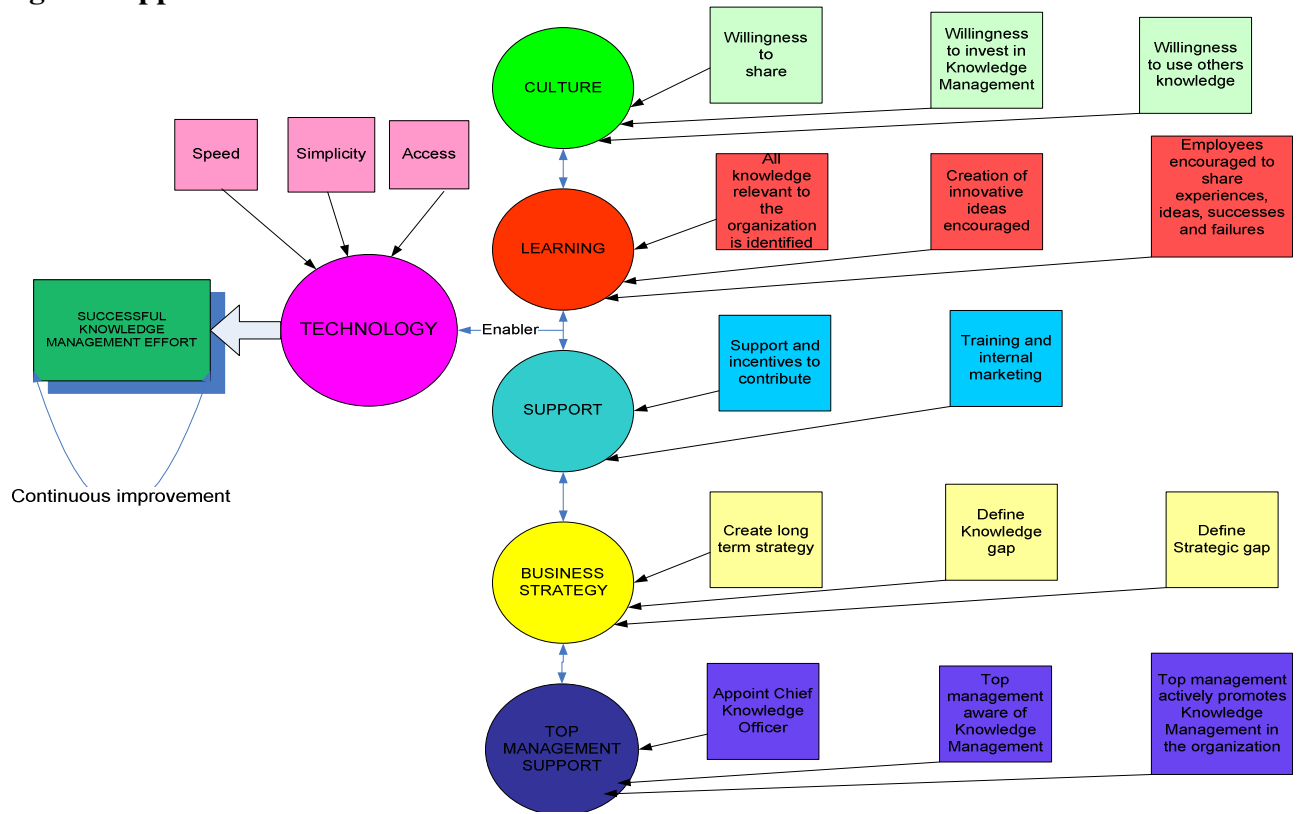 CULTURE
Willingness
to
share
Willingness
to invest in
Knowledge
Management
Willingness
to use others
knowledge
Speed
Simplicity
Access
LEARNING
All
knowledge
relevant to
the
organization
is identified
Creation of
innovative
ideas
encouraged
Employees
encouraged to
share
experiences,
ideas, successes
and failures
SUCCESSFUL
KNOWLEDGE
MANAGEMENT EFFORT
TECHNOLOGY
Enabler
SUPPORT
Support and
incentives to
contribute
Training and
internal
marketing
Continuous improvement
BUSINESS
STRATEGY
Create long
term strategy
Define
Knowledge
gap
Define
Strategic gap
TOP
MANAGEMENT
SUPPORT
Appoint Chief
Knowledge
Officer
Top
management
aware of
Knowledge
Management
Top management
actively promotes
Knowledge
Management in
the organization